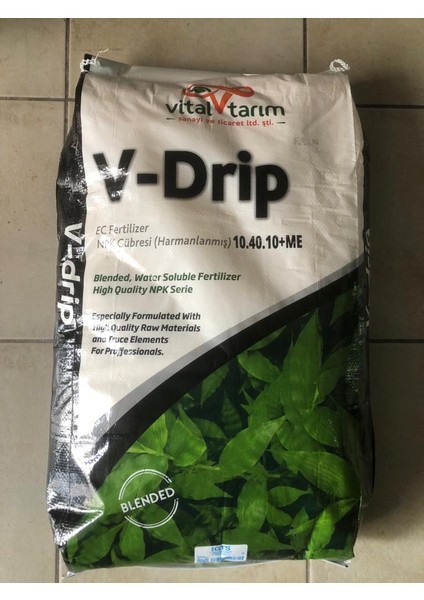 vital tarım
sanayi ve ticaret ltd. şti.
V-Drip
EC Fertilizer
NPK Gübresi (Harmanlanmış) 10.40.10+ME
Blended, Water Soluble Fertilizer
High Quality NPK Serie
Especially Formulated With
High Quality Raw Materials
and Trace Elements
For Proffessionals.
V-drip
BLENDED